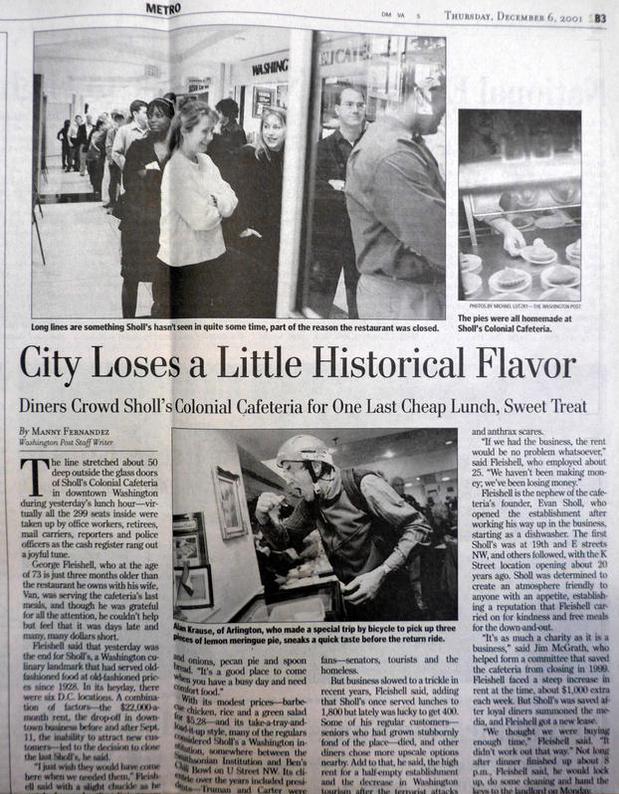 METRO
DM VA S
THURSDAY, DECEMBER 6, 2001 B3
WASHING
LICATE
PHOTOS BY MICHAEL LUTZKY — THE WASHINGTON POST
Long lines are something Sholl's hasn't seen in quite some time, part of the reason the restaurant was closed.
The pies were all homemade at
Sholl's Colonial Cafeteria.
City Loses a Little Historical Flavor
Diners Crowd Sholl's Colonial Cafeteria for One Last Cheap Lunch, Sweet Treat
By MANNY FERNANDEZ
Washington Post Staff Writer
The line stretched about 50
deep outside the glass doors
of Sholl's Colonial Cafeteria
in downtown Washington
during yesterday's lunch hour—vir-
tually all the 299 seats inside were
taken up by office workers, retirees,
mail carriers, reporters and police
officers as the cash register rang out
a joyful tune.
George Fleishell, who at the age
of 73 is just three months older than
the restaurant he owns with his wife,
Van, was serving the cafeteria's last
meals, and though he was grateful
for all the attention, he couldn't help
but feel that it was days late and
many, many dollars short.
Fleishell said that yesterday was
the end for Sholl's, a Washington cu-
linary landmark that had served old-
fashioned food at old-fashioned pric-
es since 1928. In its heyday, there
were six D.C. locations. A combina-
tion of factors—the $22,000-a-
month rent, the drop-off in down-
town business before and after Sept.
11, the inability to attract new cus-
tomers—led to the decision to close
the last Sholl's, he said.
"I just wish they would have come
here when we needed them," Fleish-
ell said with a slight chuckle as he
Alan Krause, of Arlington, who made a special trip by bicycle to pick up three
pieces of lemon meringue pie, sneaks a quick taste before the return ride.
and onions, pecan pie and spoon
bread. "It's a good place to come
when you have a busy day and need
comfort food."
With its modest prices—barbe-
cue chicken, rice and a green salad
for $5.28—and its take-a-tray-and-
load-it-up style, many of the regulars
considered Sholl's a Washington in-
stitution, somewhere between the
Smithsonian Institution and Ben's
Chili Bowl on U Street NW. Its cli-
entele over the years included presi-
dents—Truman and Carter were
fans—senators, tourists and the
homeless.
But business slowed to a trickle in
recent years, Fleishell said, adding
that Sholl's once served lunches to
1,800 but lately was lucky to get 400.
Some of his regular customers—
seniors who had grown stubbornly
fond of the place—died, and other
diners chose more upscale options
nearby. Add to that, he said, the high
rent for a half-empty establishment
and the decrease in Washington
tourism after the terrorist attacks
and anthrax scares.
"If we had the business, the rent
would be no problem whatsoever,"
said Fleishell, who employed about
25. "We haven't been making mon-
ey; we've been losing money."
Fleishell is the nephew of the cafe-
teria's founder, Evan Sholl, who
opened the establishment after
working his way up in the business,
starting as a dishwasher. The first
Sholl's was at 19th and E streets
NW, and others followed, with the K
Street location opening about 20
years ago. Sholl was determined to
create an atmosphere friendly to
anyone with an appetite, establish-
ing a reputation that Fleishell car-
ried on for kindness and free meals
for the down-and-out.
"It's as much a charity as it is a
business," said Jim McGrath, who
helped form a committee that saved
the cafeteria from closing in 1999.
Fleishell faced a steep increase in
rent at the time, about $1,000 extra
each week. But Sholl's was saved af-
ter loyal diners summoned the me-
dia, and Fleishell got a new lease.
"We thought we were buying
enough time," Fleishell said. "It
didn't work out that way." Not long
after dinner finished up about 8
p.m., Fleishell said, he would lock
up, do some cleaning and hand the
keys to the landlord on Monday.